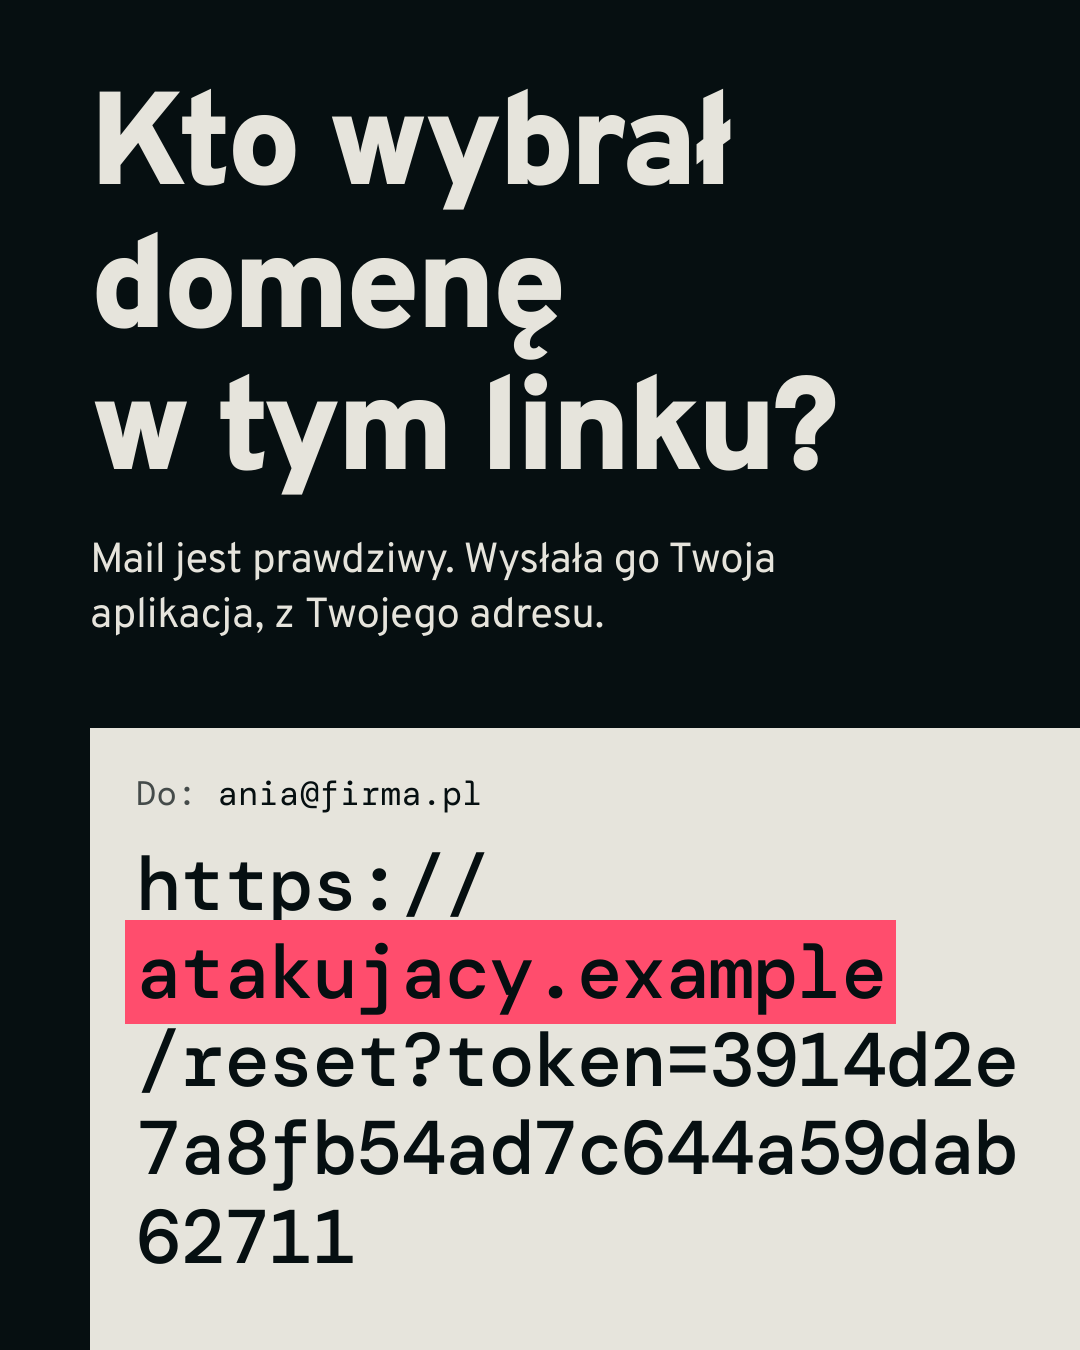 Kto wybrał
domenę
w tym linku?
Mail jest prawdziwy. Wysłała go Twoja
aplikacja, z Twojego adresu.
Do: ania@firma.pl
https://
atakujacy.example
/reset?token=3914d2e
7a8fb54ad7c644a59dab
62711